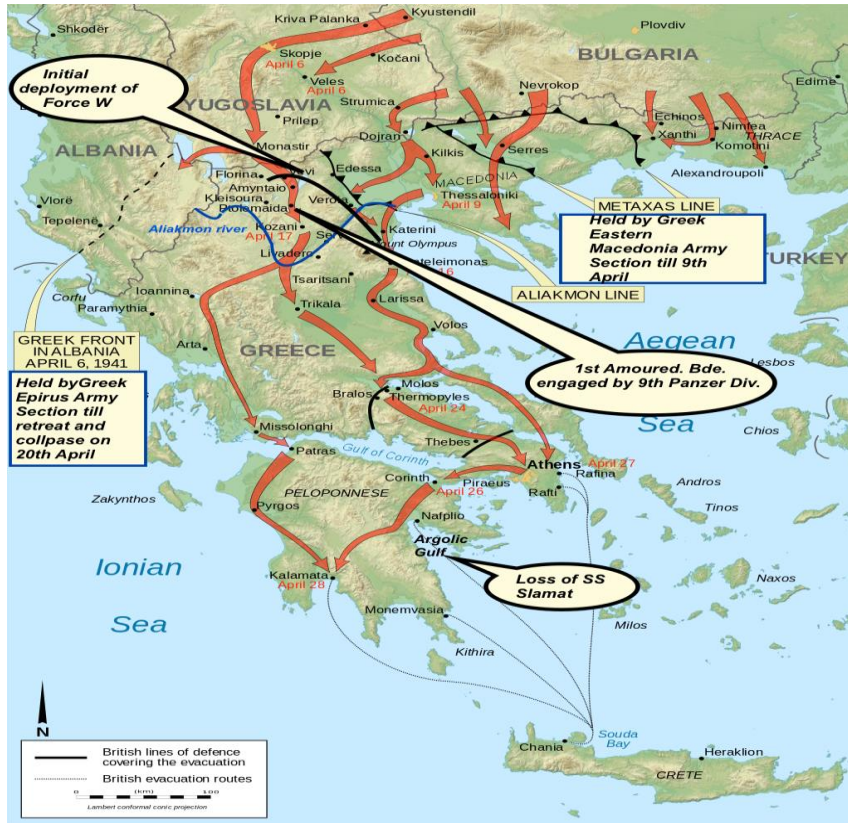 Kyustendil
Kriva Palanka
Shkodër
Plovdiv
Skopje
April 6
Kočani
BULGARIA
Initial
deployment of
Force W
Veles
April 6
Nevrokop
Edirne
YUGOSLAVIA
Strumica
Prilep
Echinos
Nimfea
Dojran
Xanthi
THRACE
Komotini
ALBANIA
Monastir
Kilkis
Serres
Florina
Edessa
Alexandroupoli
MACEDONIA
Amyntaio
Thessaloniki
April 9
Kleisoura
Vlorë
Ptolemaida
Veroia
METAXAS LINE
Held by Greek
Eastern
Macedonia Army
Section till 9th
April
Tepelenë
Aliakmon river
Kozani
April 17
Katerini
Mount Olympus
TURKEY
Livadero
ALIAKMON LINE
Corfu
Ioannina
Tsaritsani
Paramythia
Trikala
Larissa
GREEK FRONT
IN ALBANIA
APRIL 6, 1941
Held byGreek
Epirus Army
Section till
retreat and
collpase on
20th April
Volos
Arta
GREECE
Aegean
Sea
Lesbos
1st Amoured. Bde.
engaged by 9th Panzer Div.
Molos
Bralos
Thermopyles
April 24
Chios
Missolonghi
Thebes
Patras
Gulf of Corinth
Athens
April 27
Rafina
Corinth
April 26
Piraeus
Rafti
Andros
Zakynthos
PELOPONNESE
Tinos
Pyrgos
Nafplio
Argolic
Gulf
Ionian
Sea
Loss of SS
Slamat
Kalamata
April 28
Naxos
Monemvasia
Milos
Kithira
Souda
Bay
Chania
Heraklion
CRETE
N
British lines of defence
covering the evacuation
British evacuation routes
0 (km) 100
Lambert conformal conic projection